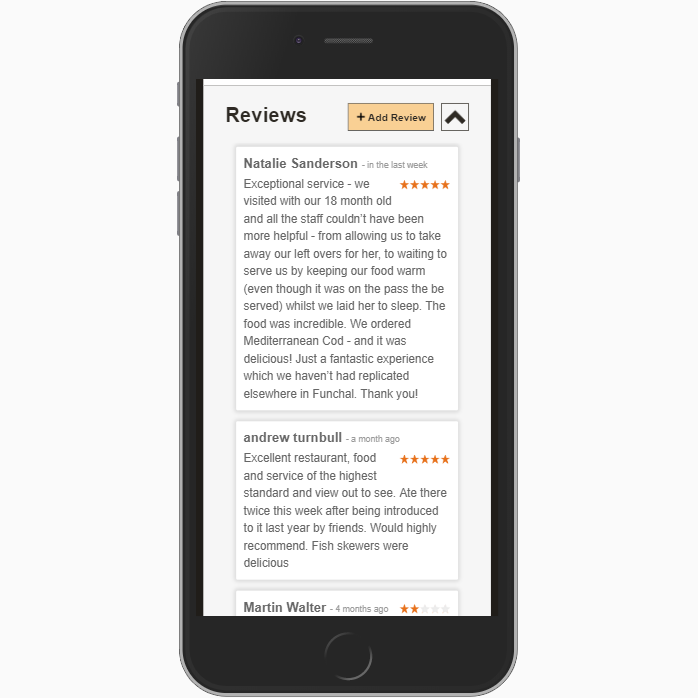 Reviews
+ Add Review
Natalie Sanderson - in the last week
Exceptional service - we
visited with our 18 month old
and all the staff couldn't have been
more helpful - from allowing us to take
away our left overs for her, to waiting to
serve us by keeping our food warm
(even though it was on the pass the be
served) whilst we laid her to sleep. The
food was incredible. We ordered
Mediterranean Cod - and it was
delicious! Just a fantastic experience
which we haven't had replicated
elsewhere in Funchal. Thank you!
andrew turnbull - a month ago
Excellent restaurant, food
and service of the highest
standard and view out to see. Ate there
twice this week after being introduced
to it last year by friends. Would highly
recommend. Fish skewers were
delicious
Martin Walter - 4 months ago